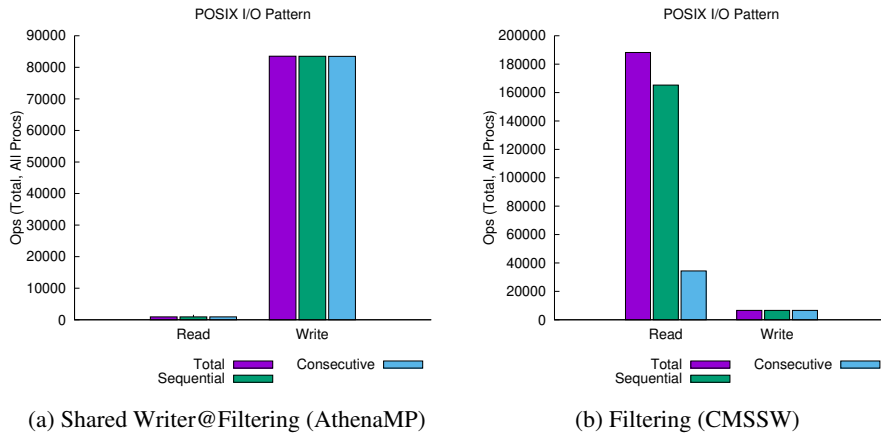 POSIX I/O Pattern
Ops (Total, All Procs)
90000
80000
70000
60000
50000
40000
30000
20000
10000
0
Read Write
Total Consecutive
Sequential
(a) Shared Writer@Filtering (AthenaMP)
POSIX I/O Pattern
Ops (Total, All Procs)
200000
180000
160000
140000
120000
100000
80000
60000
40000
20000
0
Read Write
Total Consecutive
Sequential
(b) Filtering (CMSSW)